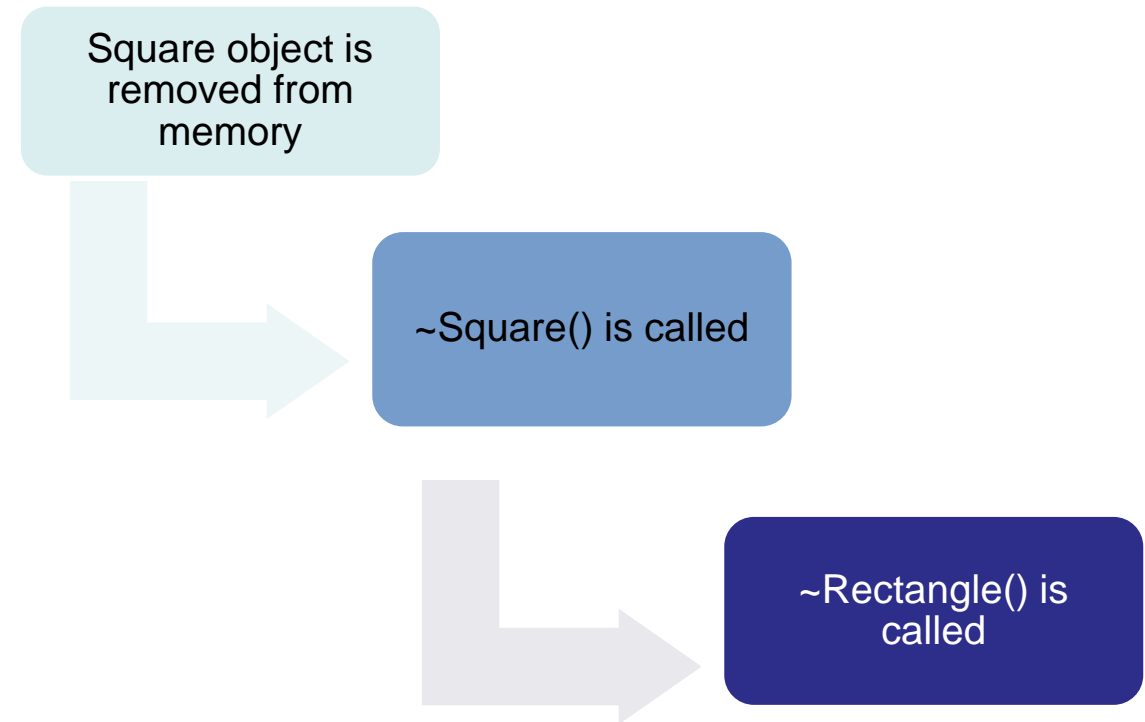 Square object is
removed from
memory
~Square() is called
~Rectangle() is
called